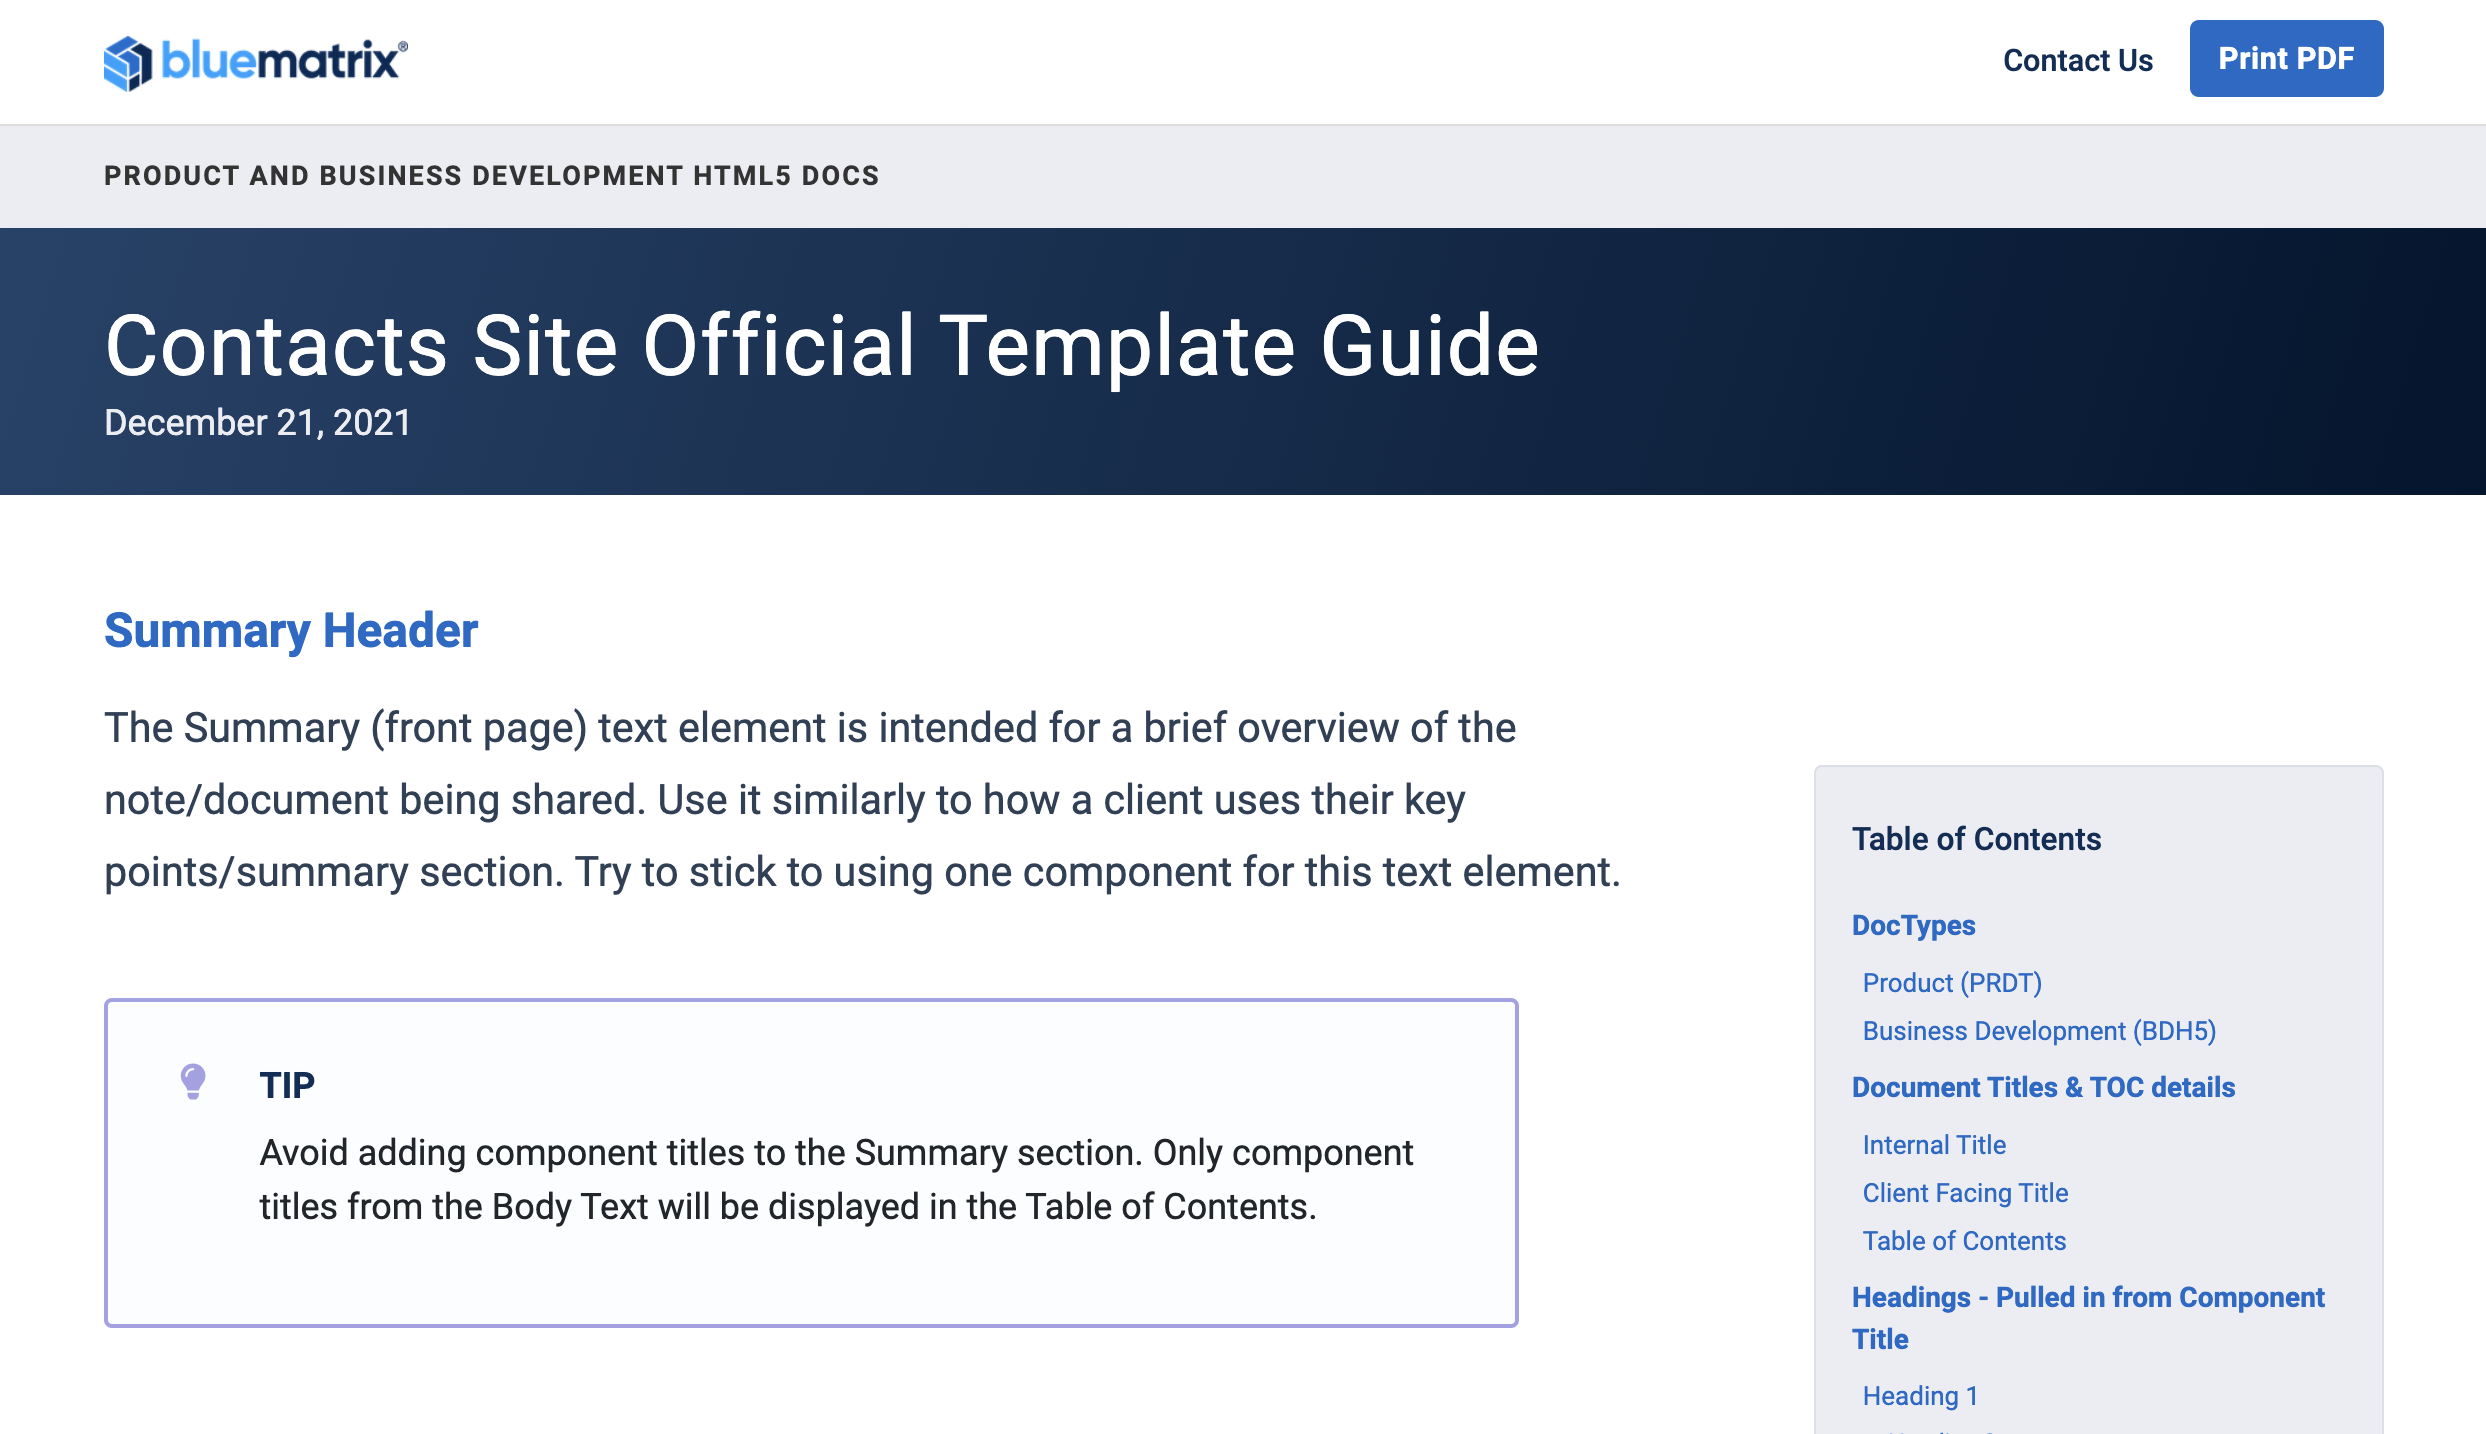 bluematrix®
Contact Us
Print PDF
PRODUCT AND BUSINESS DEVELOPMENT HTML5 DOCS
Contacts Site Official Template Guide
December 21, 2021
Summary Header
The Summary (front page) text element is intended for a brief overview of the
note/document being shared. Use it similarly to how a client uses their key
points/summary section. Try to stick to using one component for this text element.
TIP
Avoid adding component titles to the Summary section. Only component
titles from the Body Text will be displayed in the Table of Contents.
Table of Contents
DocTypes
Product (PRDT)
Business Development (BDH5)
Document Titles & TOC details
Internal Title
Client Facing Title
Table of Contents
Headings - Pulled in from Component
Title
Heading 1